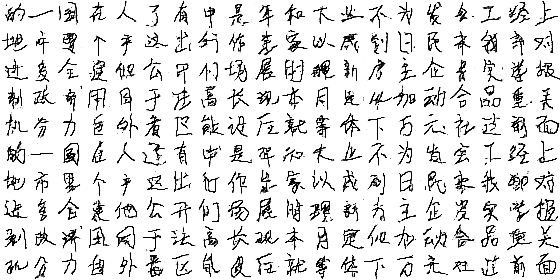 的一国在人了有中是年和大业不为发会工经上
地市要个产这出行作生家以成到日民来我部对
进多全建他公开们场展时理新方主企资实学报
制政济用同于法高长现本月定化加动合品重关
机分力自外者区能设后就等体下万元社过前面
的一国在人了有中是年和大业不为发会工经上
地市要个产这出行作生家以成到日民来我部对
进多全建他公开们场展时理新方主企资实学报
制政济用同于法高长现本月定化加动合品重关
机分力自外者区能设后就等体下万元社过前面